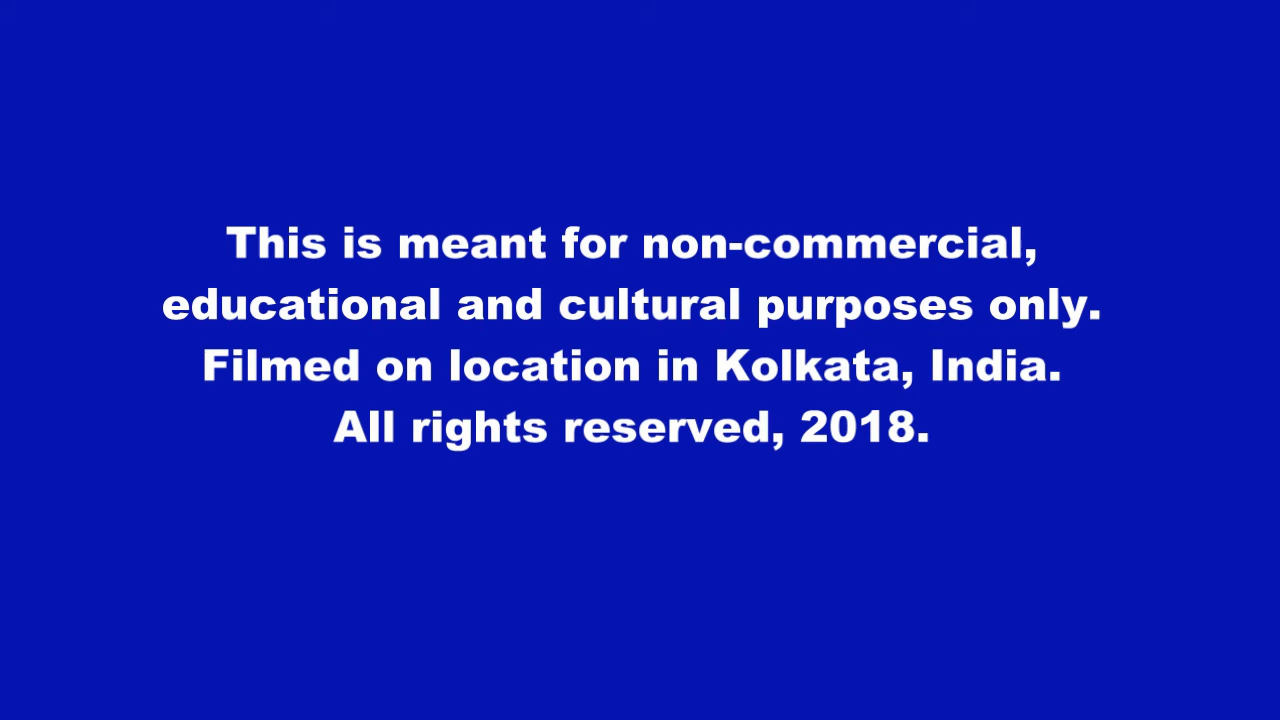 This is meant for non-commercial,
educational and cultural purposes only.
Filmed on location in Kolkata, India.
All rights reserved, 2018.